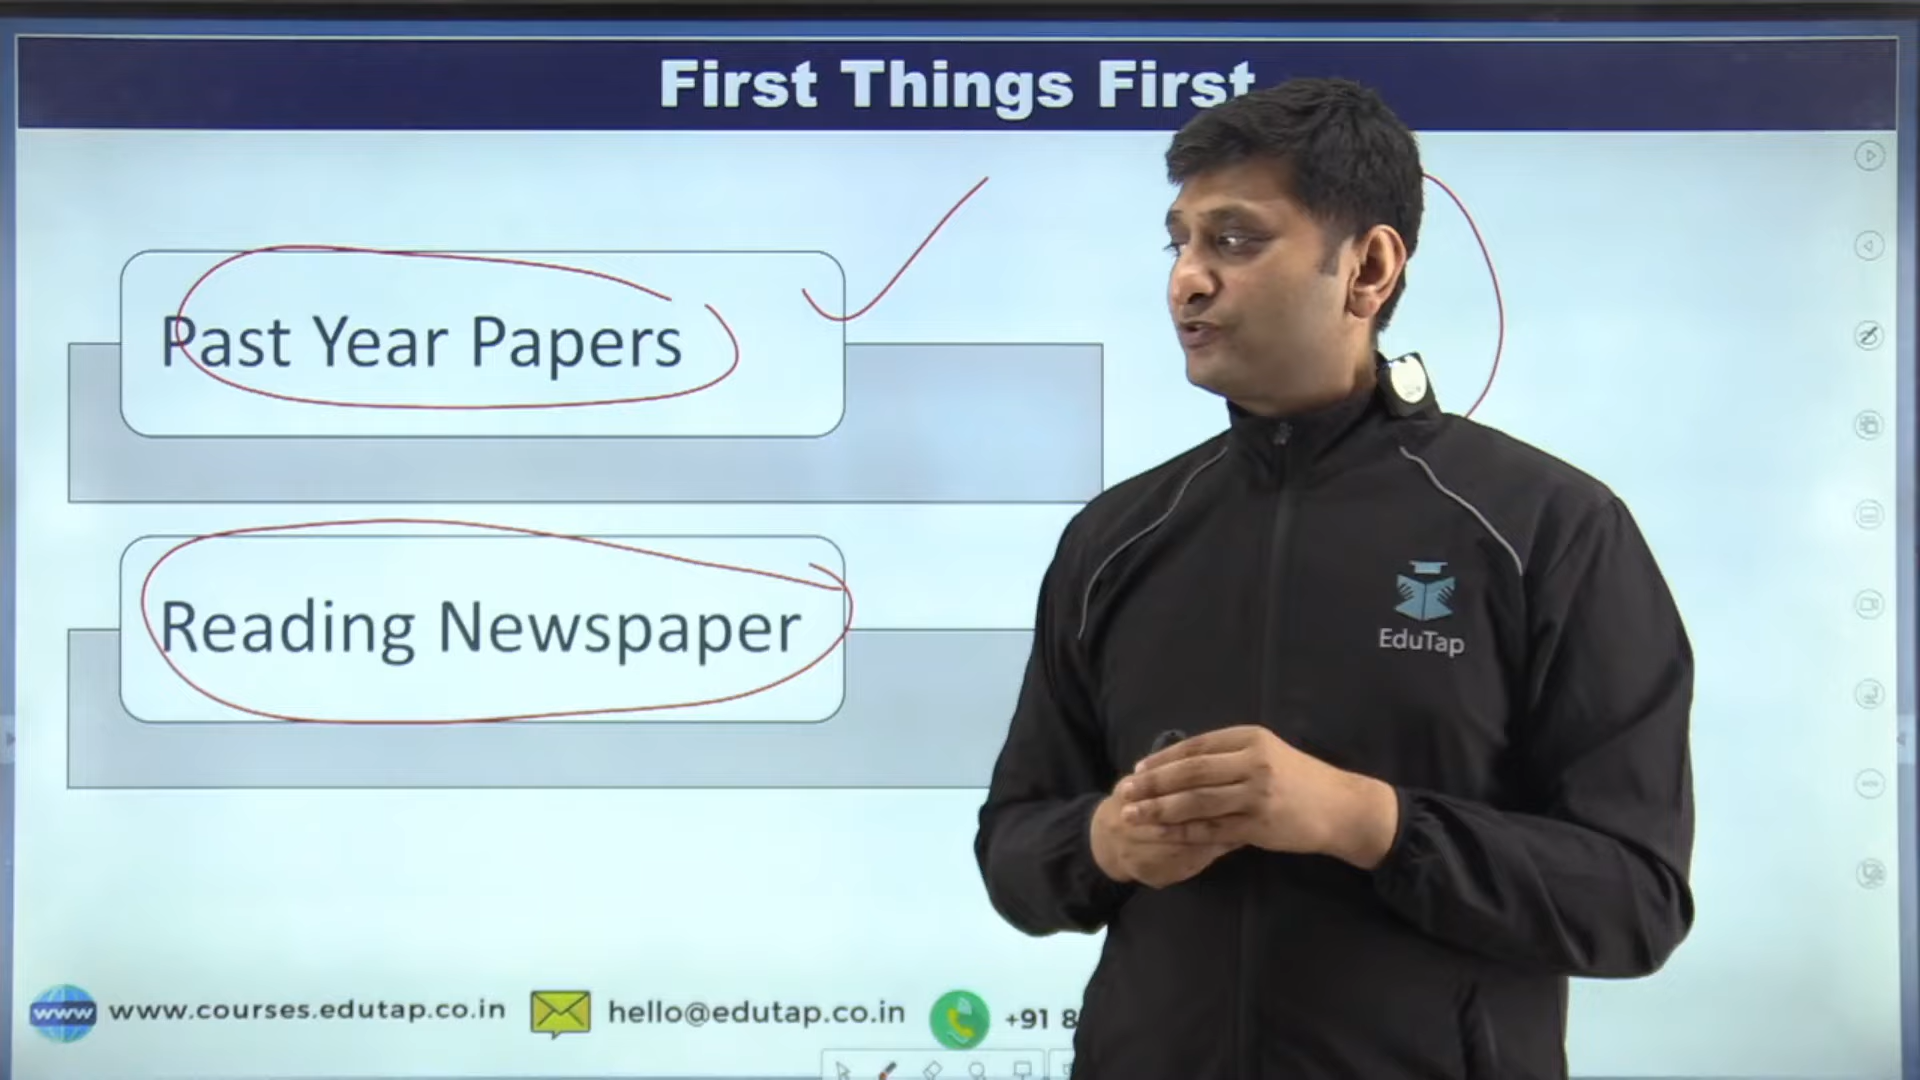 First Things First
Past Year Papers
Reading Newspaper
EduTap
www www.courses.edutap.co.in hello@edutap.co.in +91 8